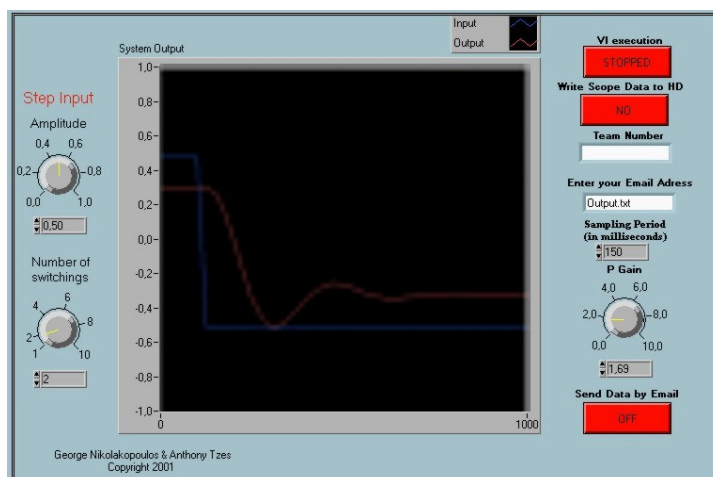 Input
Output
System Output
1,0
0,8
0,6
0,4
0,2
0,0
-0,2
-0,4
-0,6
-0,8
-1,0
0
1000
Step Input
Amplitude
0,4 0,6
0,2 0,8
0,0 1,0
0,50
Number of
switchings
4 6
2 8
1 10
2
VI execution
STOPPED
Write Scope Data to HD
NO
Team Number
Enter your Email Adress
Output.txt
Sampling Period
(in milliseconds)
150
P Gain
4,0 6,0
2,0 8,0
0,0 10,0
1,69
Send Data by Email
OFF
George Nikolakopoulos & Anthony Tzes
Copyright 2001